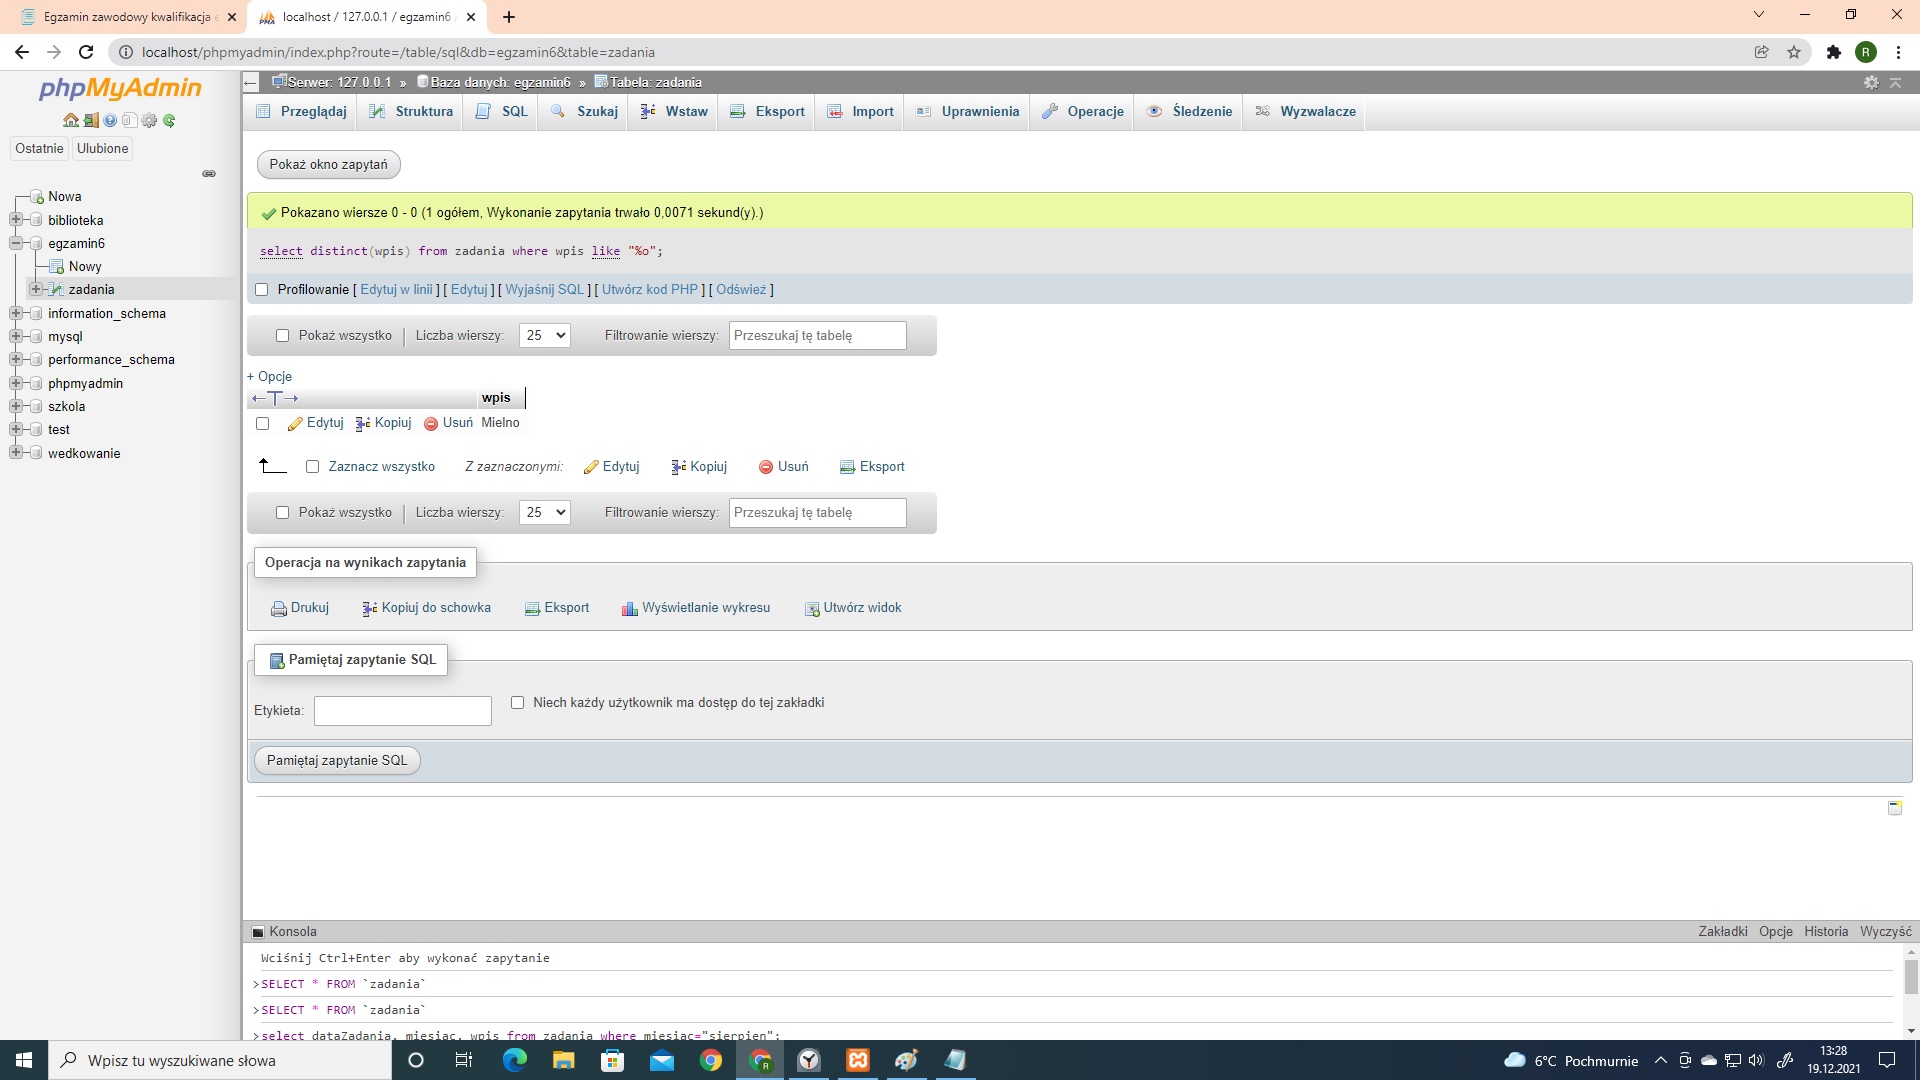 Egzamin zawodowy kwalifikacja e
localhost / 127.0.0.1 / egzamin6 /
localhost/phpmyadmin/index.php?route=/table/sql&db=egzamin6&table=zadania
R
phpMyAdmin
Ostatnie
Ulubione
Nowa
biblioteka
egzamin6
Nowy
zadania
information_schema
mysql
performance_schema
phpmyadmin
szkola
test
wedkowanie
Serwer: 127.0.0.1 » Baza danych: egzamin6 » Tabela: zadania
Przeglądaj Struktura SQL Szukaj Wstaw Eksport Import Uprawnienia Operacje Śledzenie Wyzwalacze
Pokaż okno zapytań
Pokazano wiersze 0 - 0 (1 ogółem, Wykonanie zapytania trwało 0,0071 sekund(y).)
select distinct(wpis) from zadania where wpis like "%o";
Profilowanie [ Edytuj w linii ] [ Edytuj ] [ Wyjaśnij SQL ] [ Utwórz kod PHP ] [ Odśwież ]
Pokaż wszystko | Liczba wierszy: 25 Filtrowanie wierszy: Przeszukaj tę tabelę
+ Opcje
←T→ wpis
Edytuj Kopiuj Usuń Mielno
Zaznacz wszystko Z zaznaczonymi: Edytuj Kopiuj Usuń Eksport
Pokaż wszystko | Liczba wierszy: 25 Filtrowanie wierszy: Przeszukaj tę tabelę
Operacja na wynikach zapytania
Drukuj Kopiuj do schowka Eksport Wyświetlanie wykresu Utwórz widok
Pamiętaj zapytanie SQL
Etykieta: Niech każdy użytkownik ma dostęp do tej zakładki
Pamiętaj zapytanie SQL
Konsola Zakładki Opcje Historia Wyczyść
Wciśnij Ctrl+Enter aby wykonać zapytanie
>SELECT * FROM `zadania`
>SELECT * FROM `zadania`
>select dataZadania, miesiac, wpis from zadania where miesiac="sierpien";
Wpisz tu wyszukiwane słowa
R
6°C Pochmurnie
13:28
19.12.2021